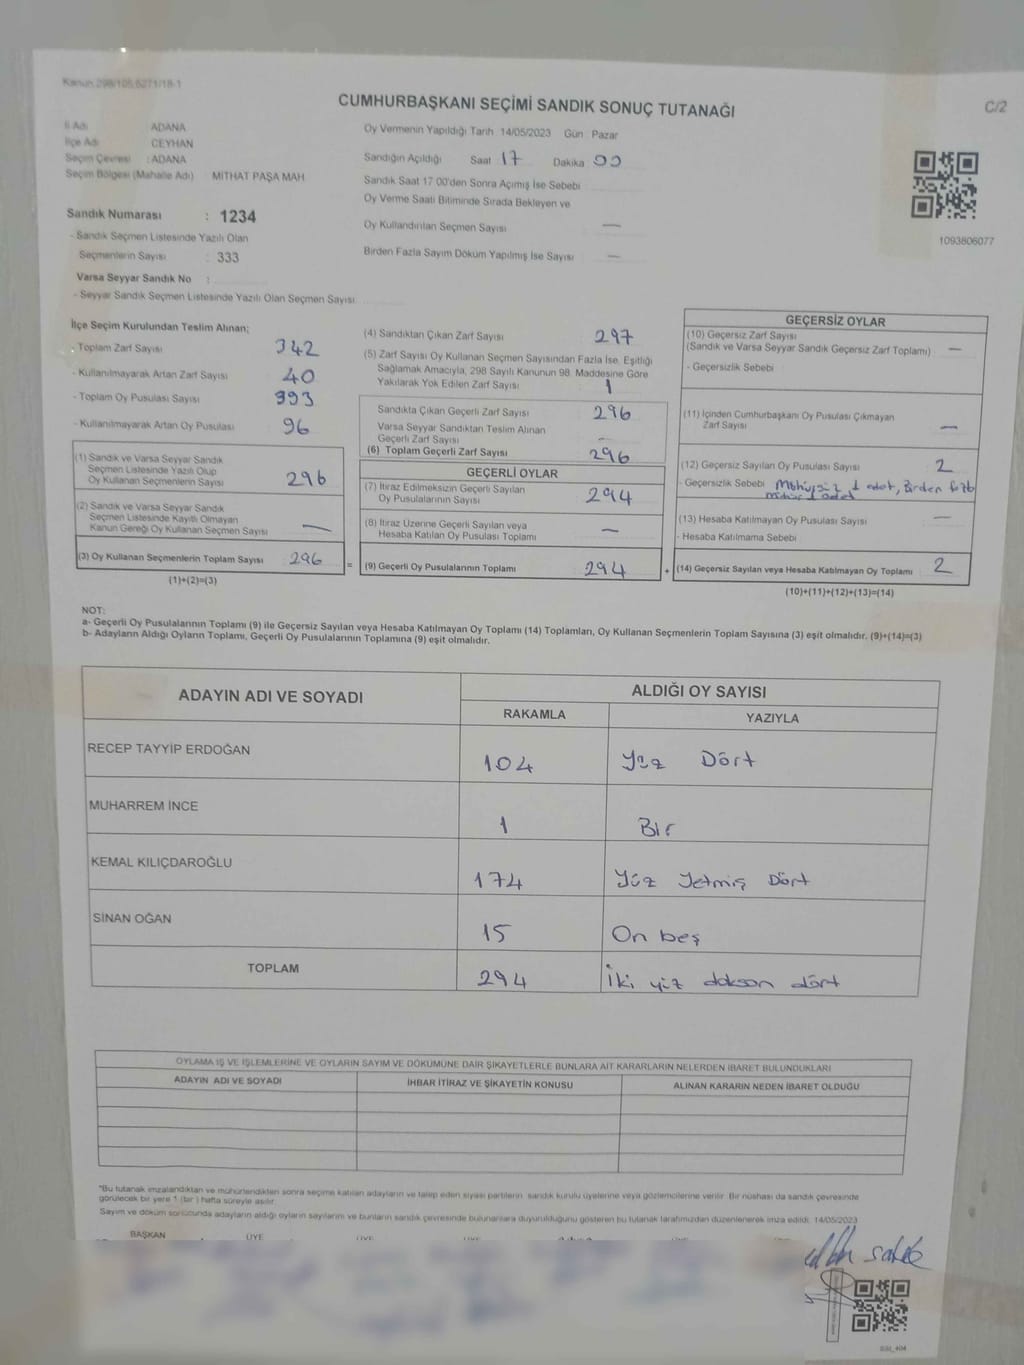 Kanun 298/105,6271/18-1
CUMHURBAŞKANI SEÇİMİ SANDIK SONUÇ TUTANAĞI
C/2
İl Adı : ADANA
İlçe Adı : CEYHAN
Seçim Çevresi : ADANA
Seçim Bölgesi (Mahalle Adı) MİTHAT PAŞA MAH.
Sandık Numarası : 1234
- Sandık Seçmen Listesinde Yazılı Olan
Seçmenlerin Sayısı : 333
Varsa Seyyar Sandık No :
- Seyyar Sandık Seçmen Listesinde Yazılı Olan Seçmen Sayısı
Oy Vermenin Yapıldığı Tarih 14/05/2023 Gün Pazar
Sandığın Açıldığı Saat 17 Dakika 00
Sandık Saat 17.00'den Sonra Açımış İse Sebebi
Oy Verme Saati Bitiminde Sırada Bekleyen ve
Oy Kullandırılan Seçmen Sayısı —
Birden Fazla Sayım Döküm Yapılmış İse Sayısı —
1093806077
İlçe Seçim Kurulundan Teslim Alınan;
- Toplam Zarf Sayısı 342
- Kullanılmayarak Artan Zarf Sayısı 40
- Toplam Oy Pusulası Sayısı 393
- Kullanılmayarak Artan Oy Pusulası 96
(1) Sandık ve Varsa Seyyar Sandık
Seçmen Listesinde Yazılı Olup
Oy Kullanan Seçmenlerin Sayısı 296
(2) Sandık ve Varsa Seyyar Sandık
Seçmen Listesinde Kayıtlı Olmayan
Kanun Gereği Oy Kullanan Seçmen Sayısı —
(3) Oy Kullanan Seçmenlerin Toplam Sayısı 296
(1)+(2)=(3)
(4) Sandıktan Çıkan Zarf Sayısı 297
(5) Zarf Sayısı Oy Kullanan Seçmen Sayısından Fazla İse, Eşitliği
Sağlamak Amacıyla, 298 Sayılı Kanunun 98. Maddesine Göre
Yakılarak Yok Edilen Zarf Sayısı 1
Sandıkta Çıkan Geçerli Zarf Sayısı 296
Varsa Seyyar Sandıktan Teslim Alınan
Geçerli Zarf Sayısı —
(6) Toplam Geçerli Zarf Sayısı 296
GEÇERLİ OYLAR
(7) İtiraz Edilmeksizin Geçerli Sayılan
Oy Pusulalarının Sayısı 294
(8) İtiraz Üzerine Geçerli Sayılan veya
Hesaba Katılan Oy Pusulası Toplamı —
= (9) Geçerli Oy Pusulalarının Toplamı 294 +
GEÇERSİZ OYLAR
(10) Geçersiz Zarf Sayısı
(Sandık ve Varsa Seyyar Sandık Geçersiz Zarf Toplamı) —
- Geçersizlik Sebebi
(11) İçinden Cumhurbaşkanı Oy Pusulası Çıkmayan
Zarf Sayısı —
(12) Geçersiz Sayılan Oy Pusulası Sayısı 2
- Geçersizlik Sebebi Mühürsüz 1 adet, Birden fazla
mühür 1 adet
(13) Hesaba Katılmayan Oy Pusulası Sayısı —
- Hesaba Katılmama Sebebi
(14) Geçersiz Sayılan veya Hesaba Katılmayan Oy Toplamı 2
(10)+(11)+(12)+(13)=(14)
NOT:
a- Geçerli Oy Pusulalarının Toplamı (9) ile Geçersiz Sayılan veya Hesaba Katılmayan Oy Toplamı (14) Toplamları, Oy Kullanan Seçmenlerin Toplam Sayısına (3) eşit olmalıdır. (9)+(14)=(3)
b- Adayların Aldığı Oyların Toplamı, Geçerli Oy Pusulalarının Toplamına (9) eşit olmalıdır.
ADAYIN ADI VE SOYADI
ALDIĞI OY SAYISI
RAKAMLA YAZIYLA
RECEP TAYYİP ERDOĞAN 104 Yüz Dört
MUHARREM İNCE 1 Bir
KEMAL KILIÇDAROĞLU 174 Yüz Yetmiş Dört
SİNAN OĞAN 15 On beş
TOPLAM 294 İki yüz doksan dört
OYLAMA İŞ VE İŞLEMLERİNE VE OYLARIN SAYIM VE DÖKÜMÜNE DAİR ŞİKAYETLERLE BUNLARA AİT KARARLARIN NELERDEN İBARET BULUNDUKLARI
ADAYIN ADI VE SOYADI İHBAR İTİRAZ VE ŞİKAYETİN KONUSU ALINAN KARARIN NEDEN İBARET OLDUĞU
*Bu tutanak imzalandıktan ve mühürlendikten sonra seçime katılan adayların ve talep eden siyasi partilerin sandık kurulu üyelerine veya gözlemcilerine verilir. Bir nüshası da sandık çevresinde
görülecek bir yere 1 (bir ) hafta süreyle asılır.
Sayım ve döküm sonucunda adayların aldığı oyların sayılarını ve bunların sandık çevresinde bulunanlara duyurulduğunu gösteren bu tutanak tarafımızdan düzenlenerek imza edildi. 14/05/2023
BAŞKAN ÜYE